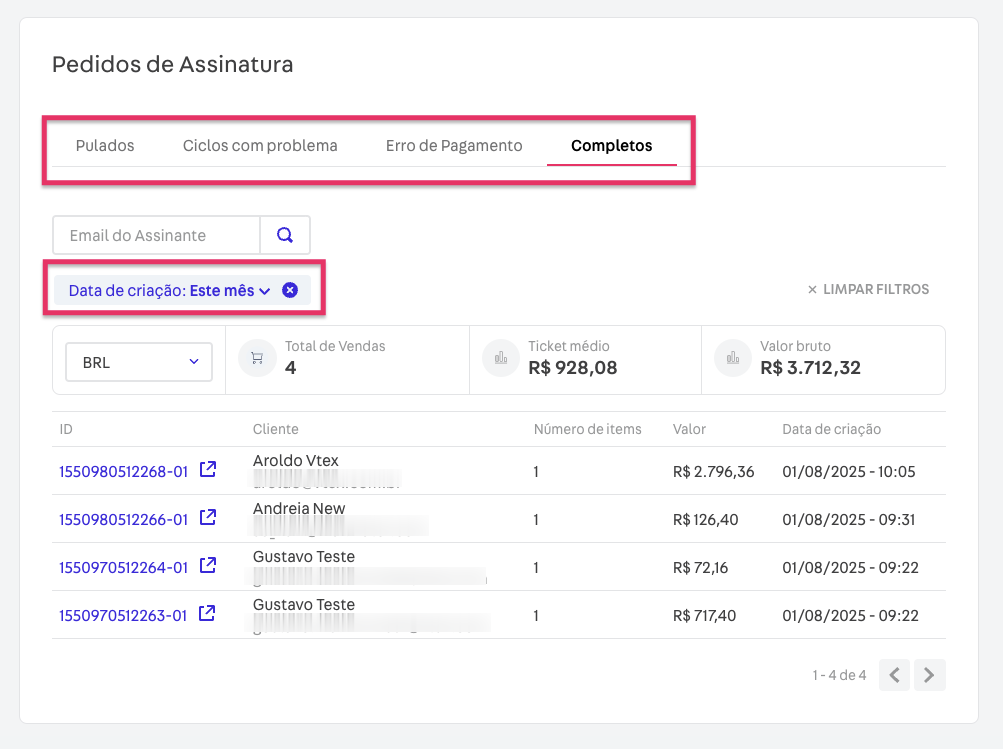 Pedidos de Assinatura
Pulados Ciclos com problema Erro de Pagamento Completos
Email do Assinante
Data de criação: Este mês
LIMPAR FILTROS
BRL
Total de Vendas
4
Ticket médio
R$ 928,08
Valor bruto
R$ 3.712,32
ID Cliente Número de items Valor Data de criação
1550980512268-01 Aroldo Vtex 1 R$ 2.796,36 01/08/2025 - 10:05
1550980512266-01 Andreia New 1 R$ 126,40 01/08/2025 - 09:31
1550970512264-01 Gustavo Teste 1 R$ 72,16 01/08/2025 - 09:22
1550970512263-01 Gustavo Teste 1 R$ 717,40 01/08/2025 - 09:22
1 - 4 de 4